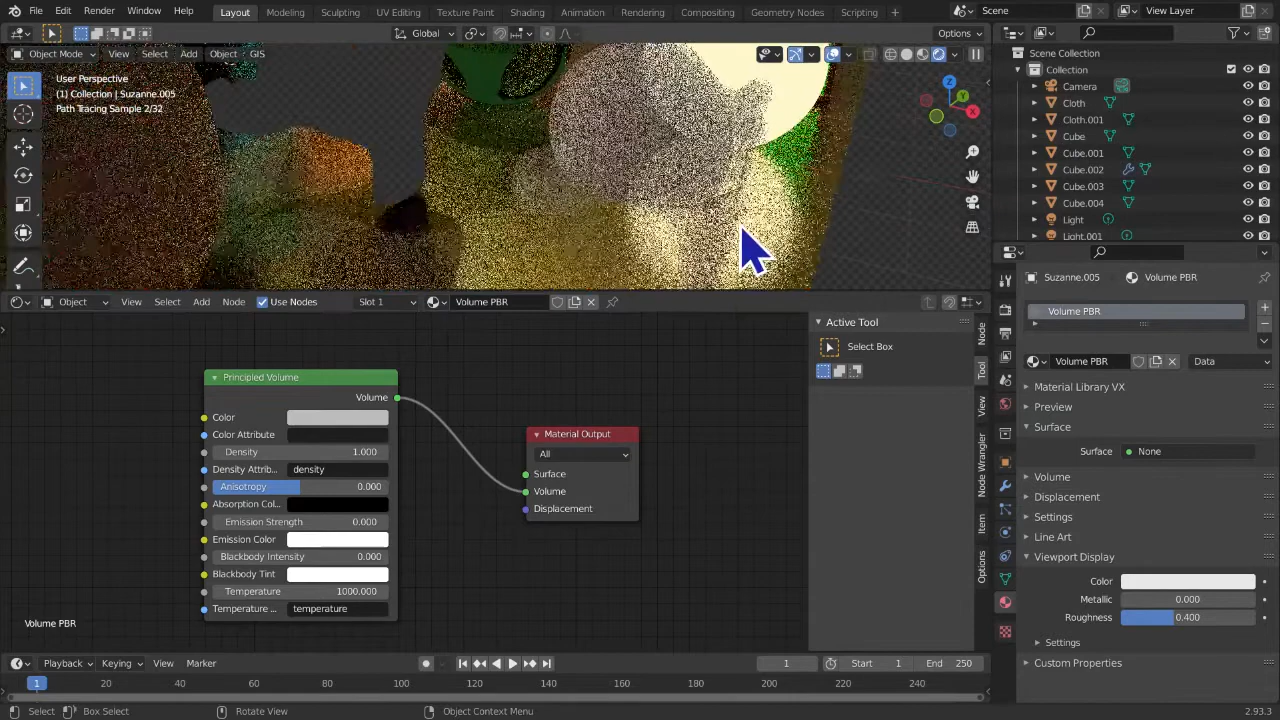 File Edit Render Window Help Layout Modeling Sculpting UV Editing Texture Paint Shading Animation Rendering Compositing Geometry Nodes Scripting + Scene View Layer
Global Options
Object Mode View Select Add Object GIS
User Perspective
(1) Collection | Suzanne.005
Path Tracing Sample 2/32
Z
Y
X
Scene Collection
Collection
Camera
Cloth
Cloth.001
Cube
Cube.001
Cube.002
Cube.003
Cube.004
Light
Light.001
Object View Select Add Node Use Nodes Slot 1 Volume PBR
Principled Volume
Volume
Color
Color Attribute
Density 1.000
Density Attrib... density
Anisotropy 0.000
Absorption Col...
Emission Strength 0.000
Emission Color
Blackbody Intensity 0.000
Blackbody Tint
Temperature 1000.000
Temperature ... temperature
Material Output
All
Surface
Volume
Displacement
Volume PBR
Active Tool
Select Box
Node
Tool
View
Node Wrangler
Item
Options
Suzanne.005 Volume PBR
Volume PBR
Volume PBR Data
Material Library VX
Preview
Surface
Surface None
Volume
Displacement
Settings
Line Art
Viewport Display
Color
Metallic 0.000
Roughness 0.400
Settings
Custom Properties
Playback Keying View Marker 1 Start 1 End 250
1 20 40 60 80 100 120 140 160 180 200 220 240
Select Box Select Rotate View Object Context Menu 2.93.3